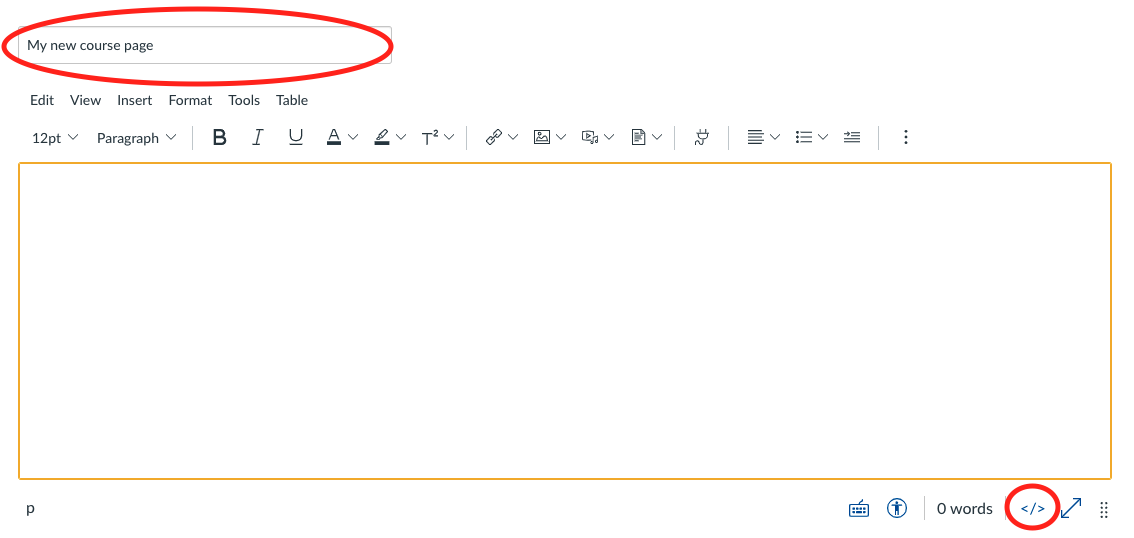 My new course page
Edit View Insert Format Tools Table
12pt Paragraph B I U A T²
p 0 words </>